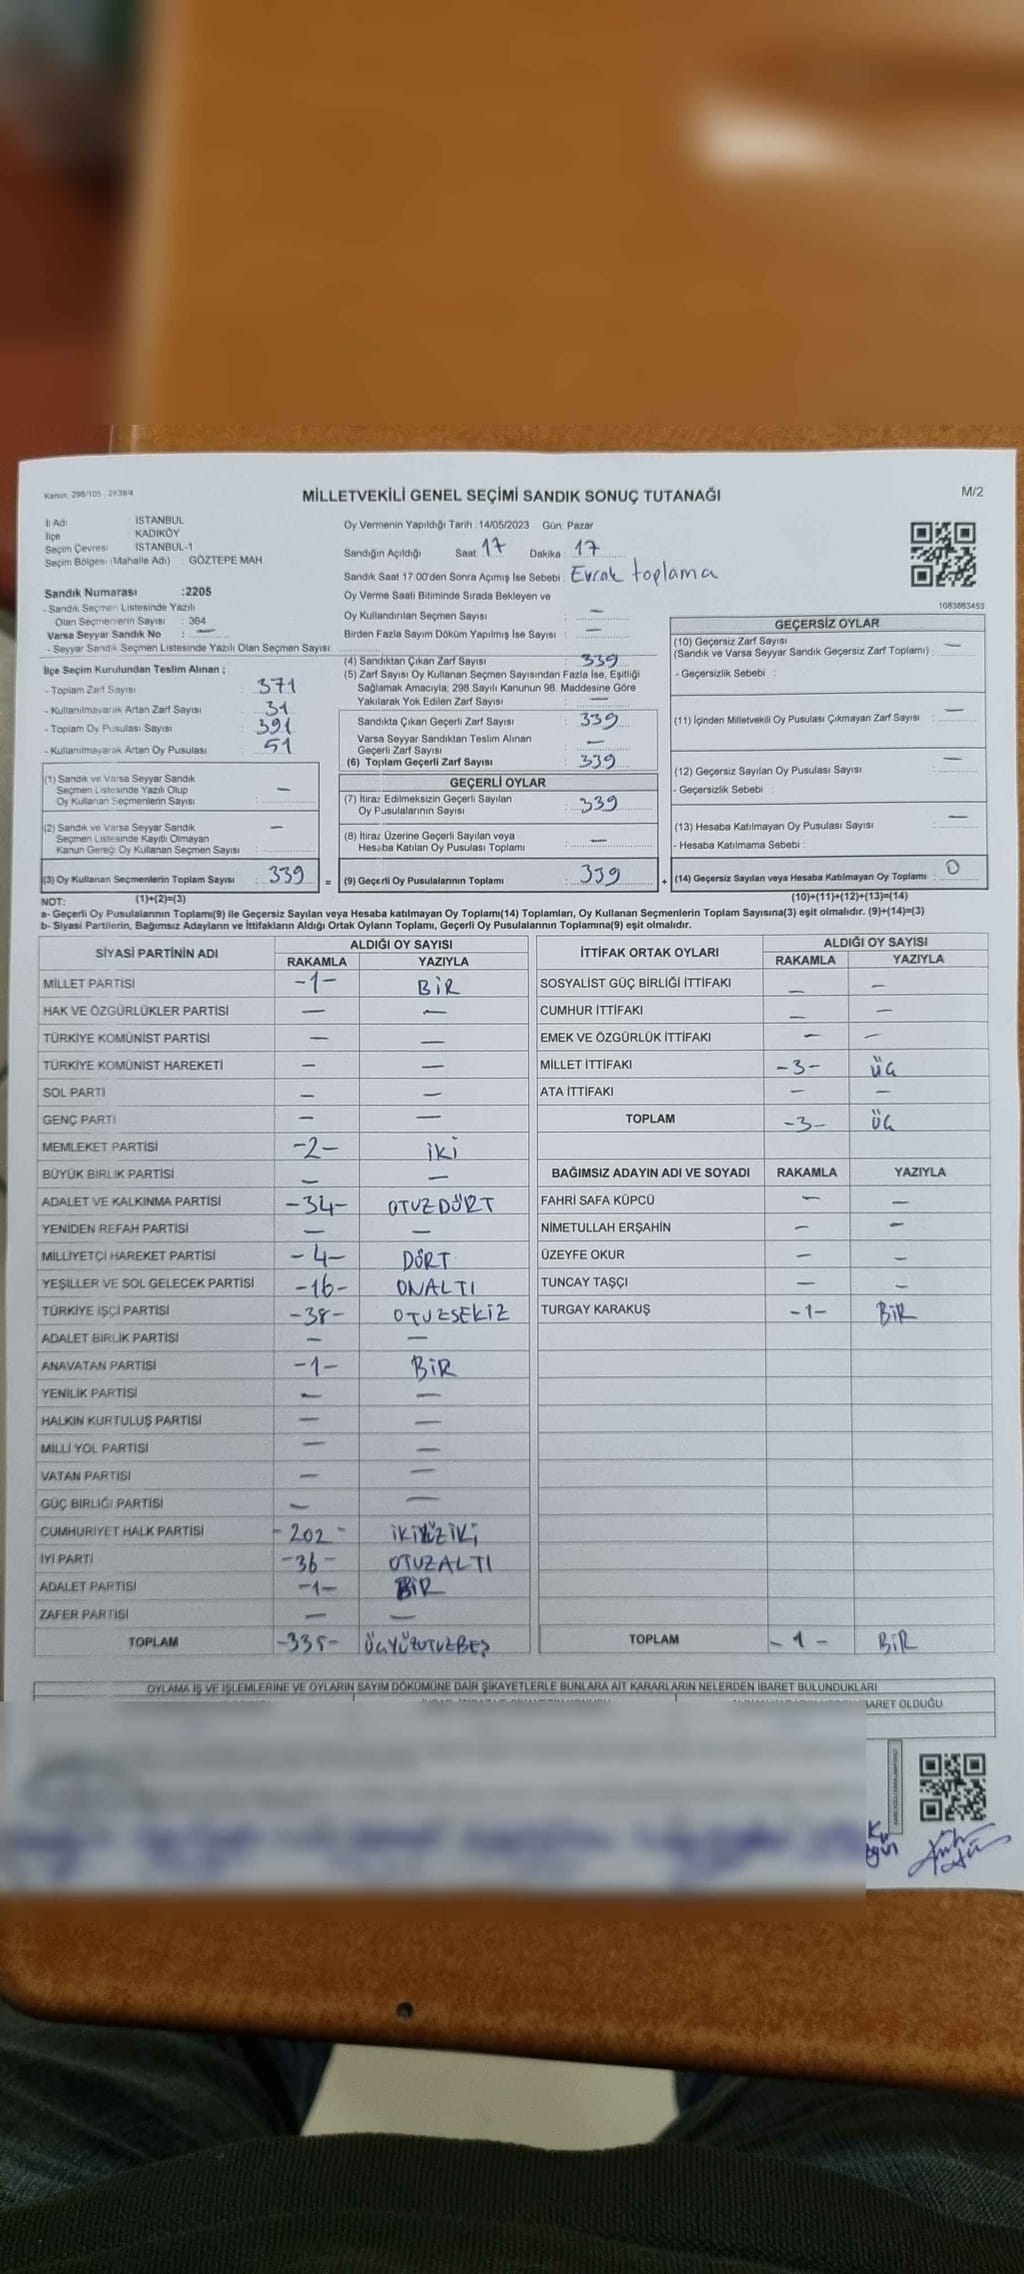 Kanun: 298/105 , 2839/4
MİLLETVEKİLİ GENEL SEÇİMİ SANDIK SONUÇ TUTANAĞI
M/2
İl Adı : İSTANBUL
İlçe : KADIKÖY
Seçim Çevresi : İSTANBUL-1
Seçim Bölgesi (Mahalle Adı) : GÖZTEPE MAH
Oy Vermenin Yapıldığı Tarih : 14/05/2023 Gün: Pazar
Sandığın Açıldığı Saat : 17 Dakika : 17
Sandık Saat 17:00'den Sonra Açımış İse Sebebi : Evrak toplama
Oy Verme Saati Bitiminde Sırada Bekleyen ve
Oy Kullandırılan Seçmen Sayısı : —
Birden Fazla Sayım Döküm Yapılmış İse Sayısı : —
1083863453
Sandık Numarası :2205
- Sandık Seçmen Listesinde Yazılı
Olan Seçmenlerin Sayısı : 364
Varsa Seyyar Sandık No : —
- Seyyar Sandık Seçmen Listesinde Yazılı Olan Seçmen Sayısı:
İlçe Seçim Kurulundan Teslim Alınan ;
- Toplam Zarf Sayısı : 371
- Kullanılmayarak Artan Zarf Sayısı : 31
- Toplam Oy Pusulası Sayısı : 391
- Kullanılmayarak Artan Oy Pusulası : 51
(1) Sandık ve Varsa Seyyar Sandık
Seçmen Listesinde Yazılı Olup
Oy Kullanan Seçmenlerin Sayısı : —
(2) Sandık ve Varsa Seyyar Sandık
Seçmen Listesinde Kayıtlı Olmayan
Kanun Gereği Oy Kullanan Seçmen Sayısı : —
(3) Oy Kullanan Seçmenlerin Toplam Sayısı : 339
(4) Sandıktan Çıkan Zarf Sayısı : 339
(5) Zarf Sayısı Oy Kullanan Seçmen Sayısından Fazla İse, Eşitliği
Sağlamak Amacıyla; 298 Sayılı Kanunun 98. Maddesine Göre
Yakılarak Yok Edilen Zarf Sayısı : —
Sandıkta Çıkan Geçerli Zarf Sayısı : 339
Varsa Seyyar Sandıktan Teslim Alınan
Geçerli Zarf Sayısı : —
(6) Toplam Geçerli Zarf Sayısı : 339
GEÇERLİ OYLAR
(7) İtiraz Edilmeksizin Geçerli Sayılan
Oy Pusulalarının Sayısı : 339
(8) İtiraz Üzerine Geçerli Sayılan veya
Hesaba Katılan Oy Pusulası Toplamı : —
= (9) Geçerli Oy Pusulalarının Toplamı : 339
GEÇERSİZ OYLAR
(10) Geçersiz Zarf Sayısı
(Sandık ve Varsa Seyyar Sandık Geçersiz Zarf Toplamı) : —
- Geçersizlik Sebebi :
(11) İçinden Milletvekili Oy Pusulası Çıkmayan Zarf Sayısı : —
(12) Geçersiz Sayılan Oy Pusulası Sayısı : —
- Geçersizlik Sebebi :
(13) Hesaba Katılmayan Oy Pusulası Sayısı : —
- Hesaba Katılmama Sebebi :
+ (14) Geçersiz Sayılan veya Hesaba Katılmayan Oy Toplamı : 0
NOT: (1)+(2)=(3) (10)+(11)+(12)+(13)=(14)
a- Geçerli Oy Pusulalarının Toplamı(9) ile Geçersiz Sayılan veya Hesaba katılmayan Oy Toplamı(14) Toplamları, Oy Kullanan Seçmenlerin Toplam Sayısına(3) eşit olmalıdır. (9)+(14)=(3)
b- Siyasi Partilerin, Bağımsız Adayların ve İttifakların Aldığı Ortak Oyların Toplamı, Geçerli Oy Pusulalarının Toplamına(9) eşit olmalıdır.
SİYASİ PARTİNİN ADI ALDIĞI OY SAYISI
RAKAMLA YAZIYLA
MİLLET PARTİSİ -1- BİR
HAK VE ÖZGÜRLÜKLER PARTİSİ — —
TÜRKİYE KOMÜNİST PARTİSİ — —
TÜRKİYE KOMÜNİST HAREKETİ — —
SOL PARTİ — —
GENÇ PARTİ — —
MEMLEKET PARTİSİ -2- İKİ
BÜYÜK BİRLİK PARTİSİ — —
ADALET VE KALKINMA PARTİSİ -34- OTUZDÖRT
YENİDEN REFAH PARTİSİ — —
MİLLİYETÇİ HAREKET PARTİSİ -4- DÖRT
YEŞİLLER VE SOL GELECEK PARTİSİ -16- ONALTI
TÜRKİYE İŞÇİ PARTİSİ -38- OTUZSEKİZ
ADALET BİRLİK PARTİSİ — —
ANAVATAN PARTİSİ -1- BİR
YENİLİK PARTİSİ — —
HALKIN KURTULUŞ PARTİSİ — —
MİLLİ YOL PARTİSİ — —
VATAN PARTİSİ — —
GÜÇ BİRLİĞİ PARTİSİ — —
CUMHURİYET HALK PARTİSİ -202- İKİYÜZİKİ
İYİ PARTİ -36- OTUZALTI
ADALET PARTİSİ -1- BİR
ZAFER PARTİSİ — —
TOPLAM -335- ÜÇYÜZOTUZBEŞ
İTTİFAK ORTAK OYLARI ALDIĞI OY SAYISI
RAKAMLA YAZIYLA
SOSYALİST GÜÇ BİRLİĞİ İTTİFAKI — —
CUMHUR İTTİFAKI — —
EMEK VE ÖZGÜRLÜK İTTİFAKI — —
MİLLET İTTİFAKI -3- ÜÇ
ATA İTTİFAKI — —
TOPLAM -3- ÜÇ
BAĞIMSIZ ADAYIN ADI VE SOYADI RAKAMLA YAZIYLA
FAHRİ SAFA KÜPCÜ — —
NİMETULLAH ERŞAHİN — —
ÜZEYFE OKUR — —
TUNCAY TAŞÇI — —
TURGAY KARAKUŞ -1- BİR
TOPLAM -1- BİR
OYLAMA İŞ VE İŞLEMLERİNE VE OYLARIN SAYIM DÖKÜMÜNE DAİR ŞİKAYETLERLE BUNLARA AİT KARARLARIN NELERDEN İBARET BULUNDUKLARI
BARET OLDUĞU